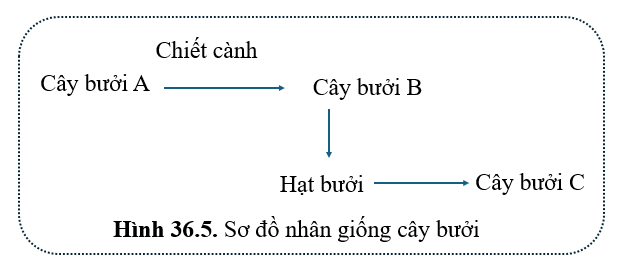 Chiết cành
Cây bưởi A
Cây bưởi B
Hạt bưởi
Cây bưởi C
Hình 36.5. Sơ đồ nhân giống cây bưởi